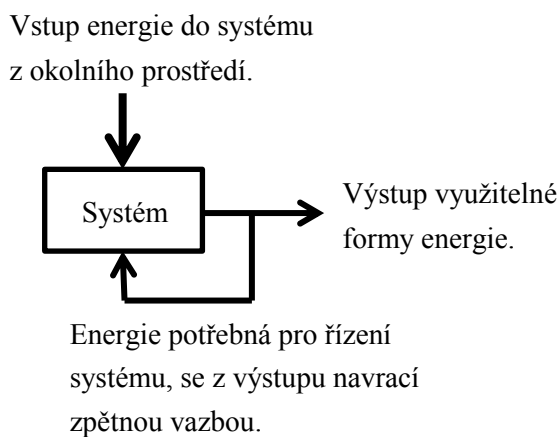 Vstup energie do systému
z okolního prostředí.
Systém
Výstup využitelné
formy energie.
Energie potřebná pro řízení
systému, se z výstupu navrací
zpětnou vazbou.